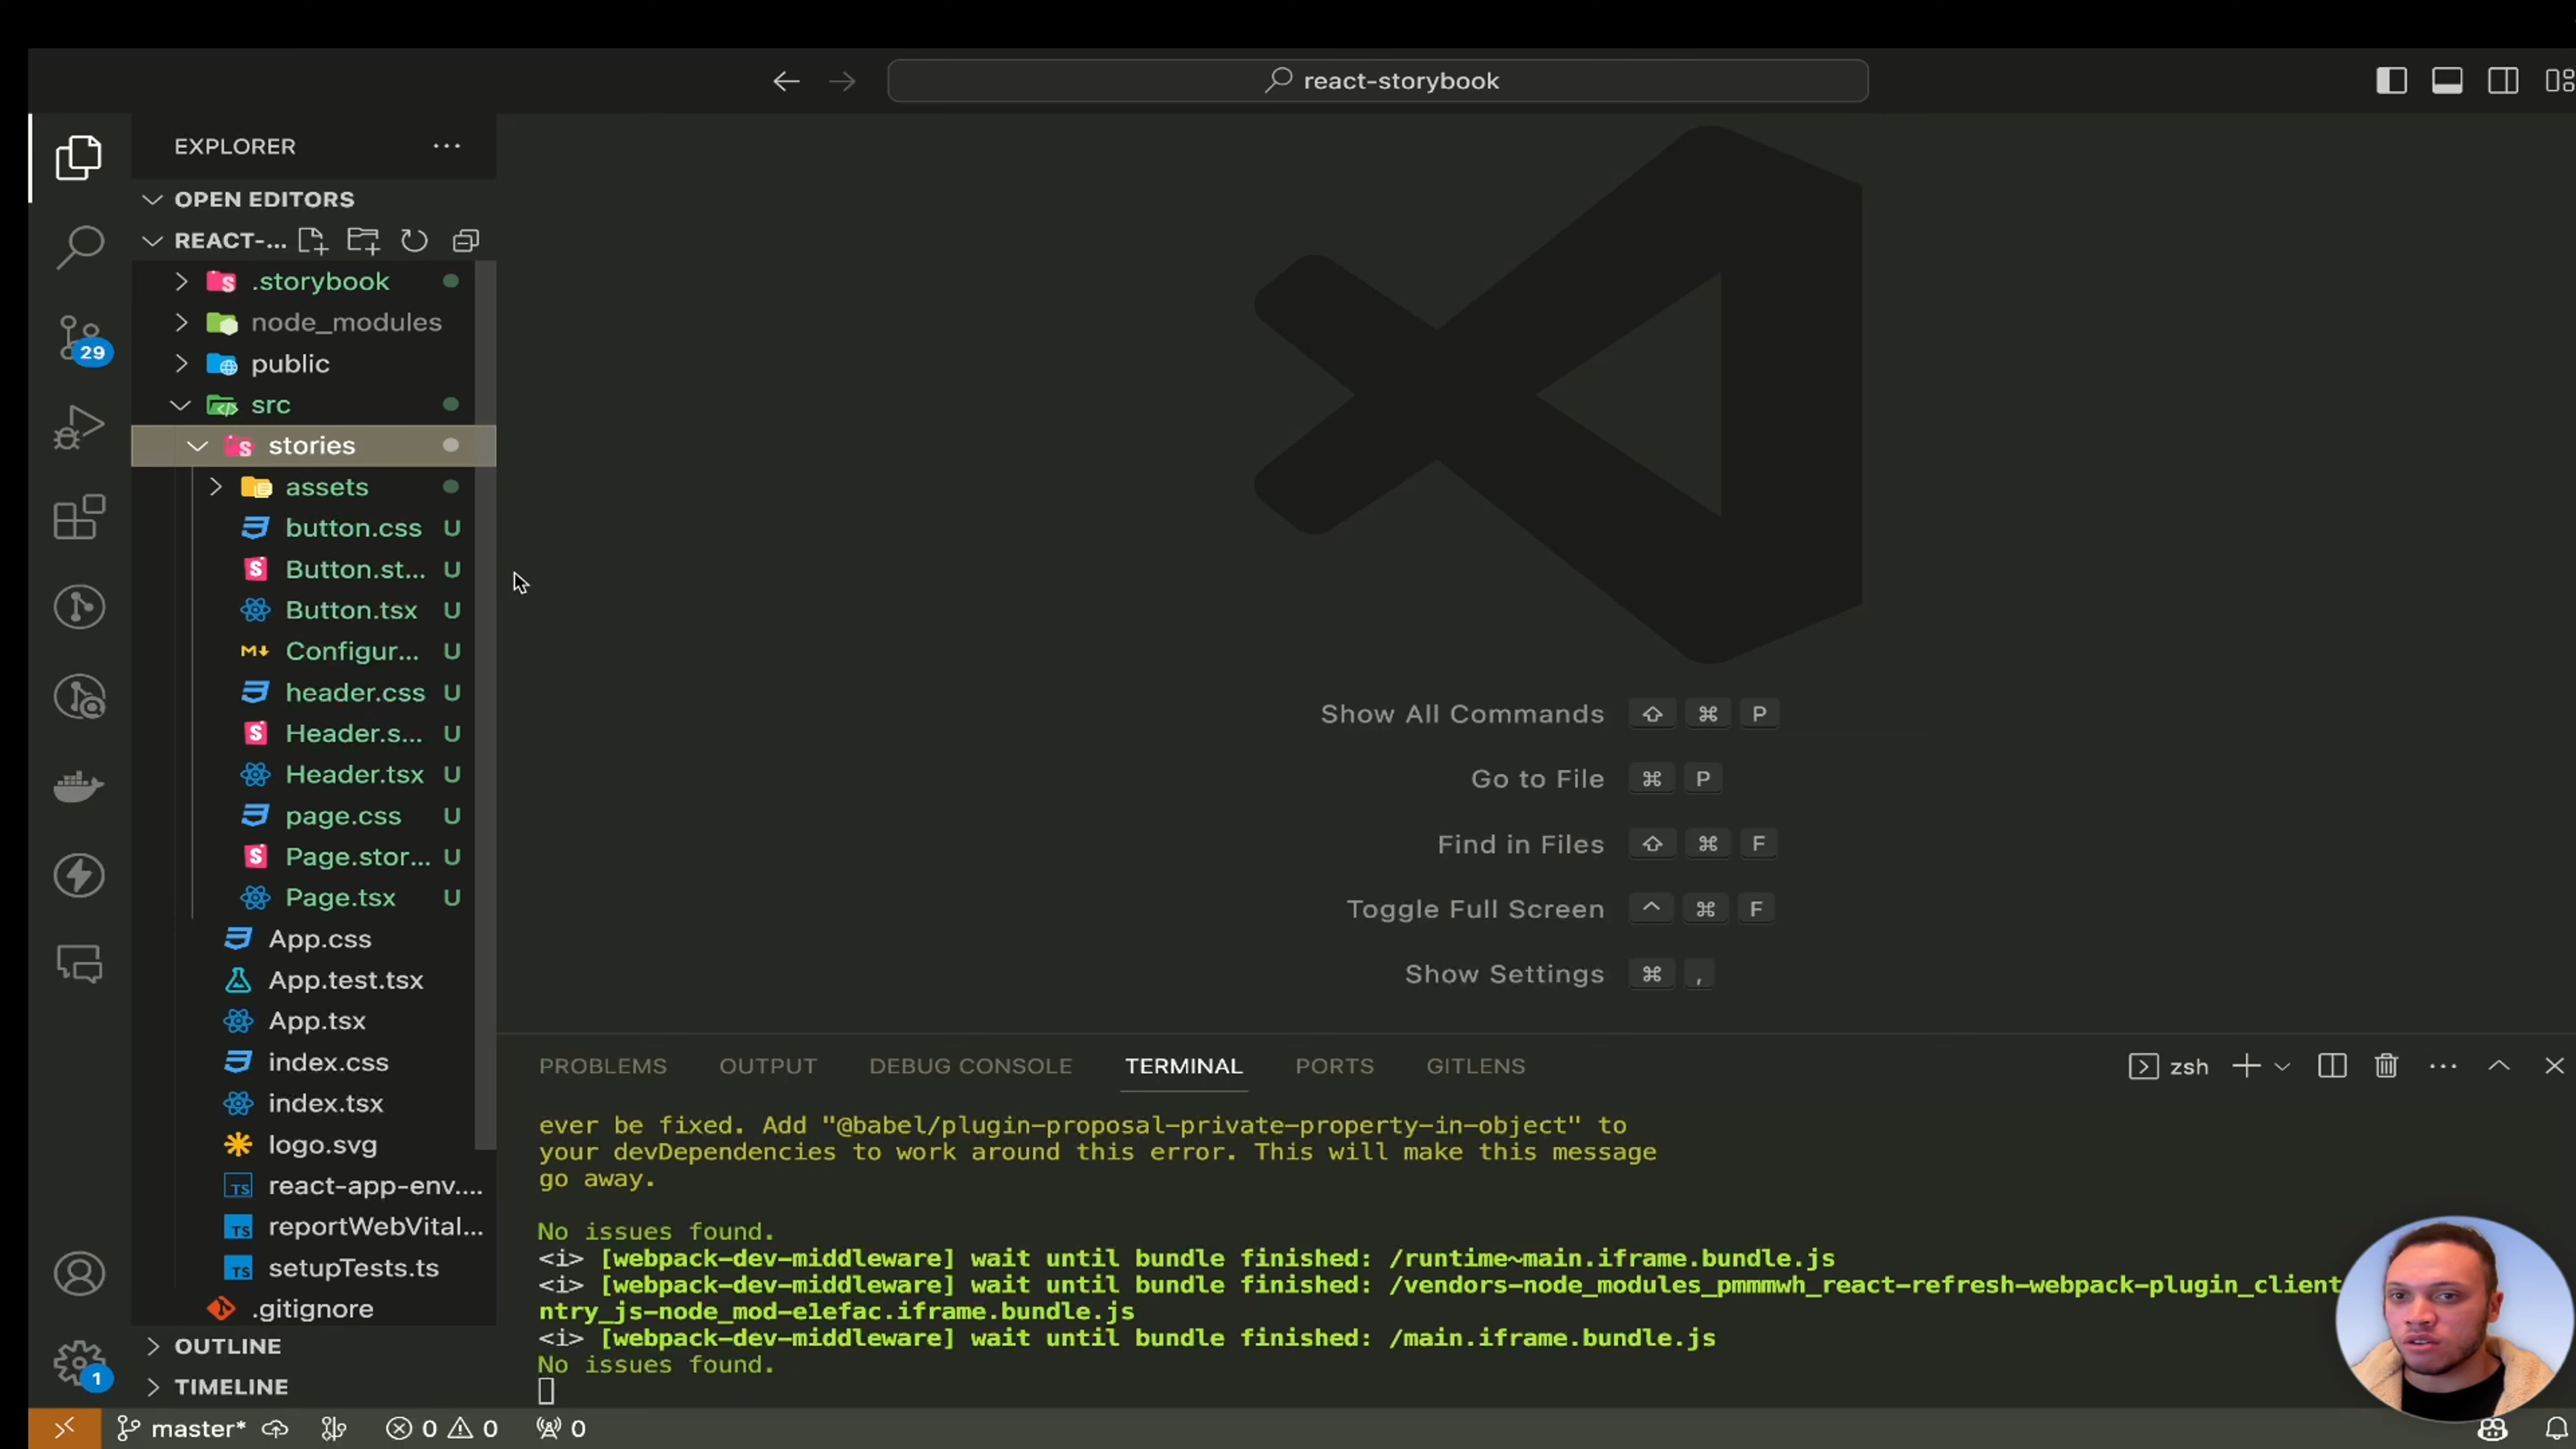 react-storybook
EXPLORER
OPEN EDITORS
REACT-...
.storybook
node_modules
public
src
stories
assets
button.css U
Button.st... U
Button.tsx U
Configur... U
header.css U
Header.s... U
Header.tsx U
page.css U
Page.stor... U
Page.tsx U
App.css
App.test.tsx
App.tsx
index.css
index.tsx
logo.svg
react-app-env....
reportWebVital...
setupTests.ts
.gitignore
OUTLINE
TIMELINE
29
1
Show All Commands ⇧ ⌘ P
Go to File ⌘ P
Find in Files ⇧ ⌘ F
Toggle Full Screen ^ ⌘ F
Show Settings ⌘ ,
PROBLEMS OUTPUT DEBUG CONSOLE TERMINAL PORTS GITLENS zsh
ever be fixed. Add "@babel/plugin-proposal-private-property-in-object" to
your devDependencies to work around this error. This will make this message
go away.
No issues found.
<i> [webpack-dev-middleware] wait until bundle finished: /runtime~main.iframe.bundle.js
<i> [webpack-dev-middleware] wait until bundle finished: /vendors-node_modules_pmmmwh_react-refresh-webpack-plugin_client
ntry_js-node_mod-e1efac.iframe.bundle.js
<i> [webpack-dev-middleware] wait until bundle finished: /main.iframe.bundle.js
No issues found.
master* 0 0 0